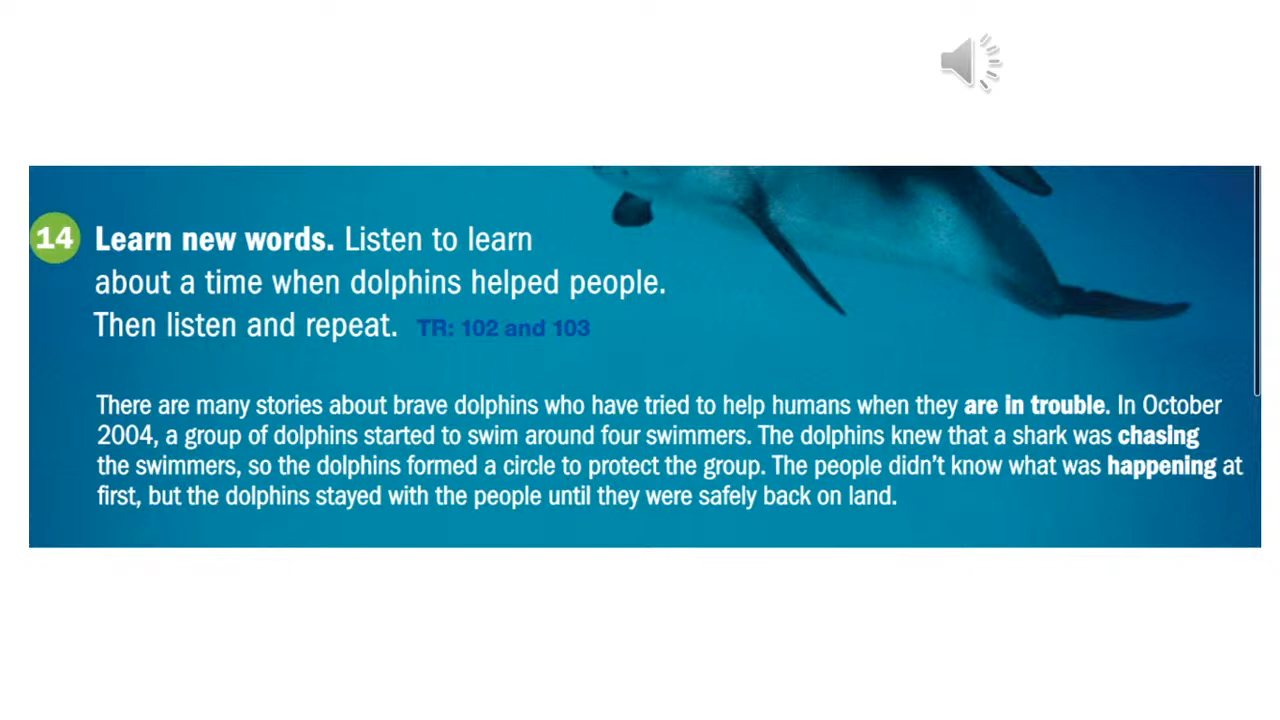 14 Learn new words. Listen to learn
about a time when dolphins helped people.
Then listen and repeat. TR: 102 and 103
There are many stories about brave dolphins who have tried to help humans when they are in trouble. In October
2004, a group of dolphins started to swim around four swimmers. The dolphins knew that a shark was chasing
the swimmers, so the dolphins formed a circle to protect the group. The people didn't know what was happening at
first, but the dolphins stayed with the people until they were safely back on land.